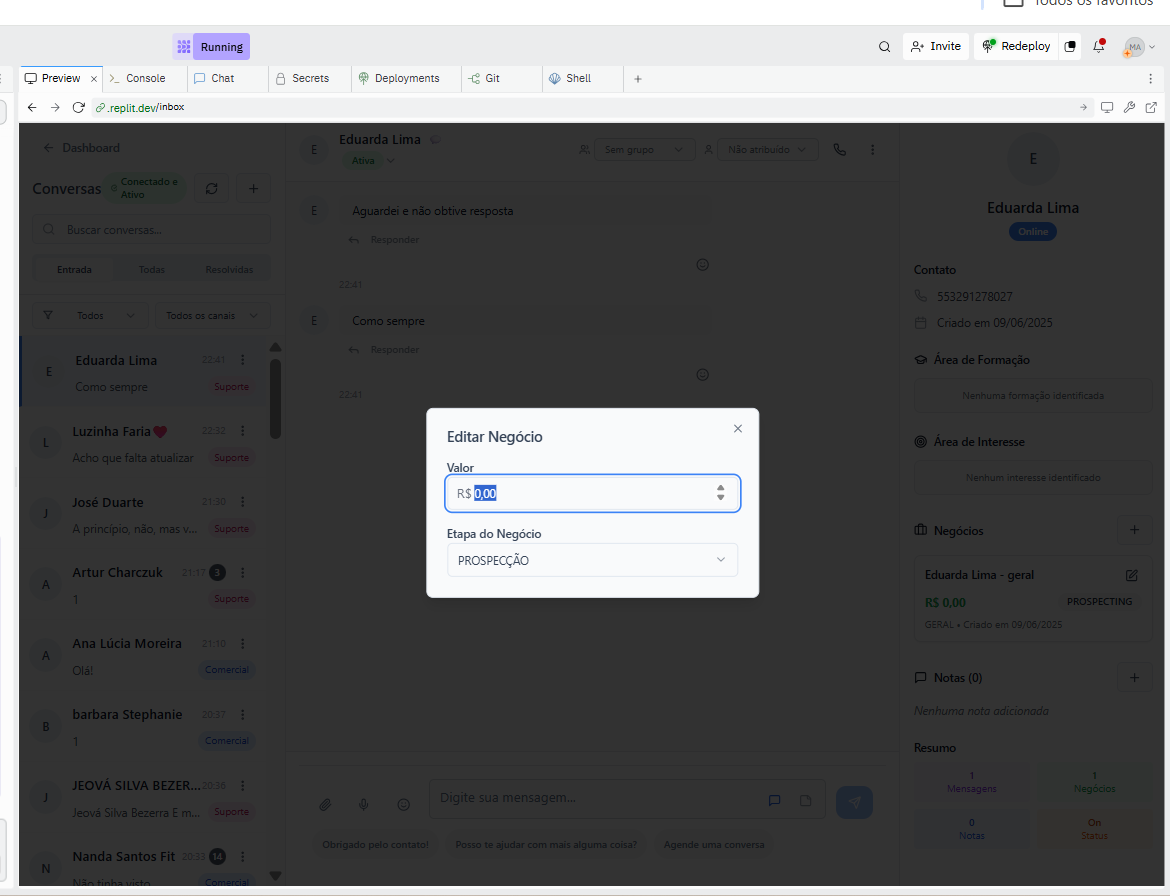 Todos os favoritos
Running
Invite
Redeploy
MA
Preview
Console
Chat
Secrets
Deployments
Git
Shell
.replit.dev/inbox
Dashboard
Conversas
Conectado e
Ativo
Buscar conversas...
Entrada
Todas
Resolvidas
Todos
Todos os canais
E
Eduarda Lima
22:41
Como sempre
Suporte
L
Luzinha Faria❤
22:32
Acho que falta atualizar
Suporte
J
José Duarte
21:30
A princípio, não, mas v...
Suporte
A
Artur Charczuk
21:17
3
1
Suporte
A
Ana Lúcia Moreira
21:10
Olá!
Comercial
B
barbara Stephanie
20:37
1
Comercial
J
JEOVÁ SILVA BEZER...
20:36
Jeová Silva Bezerra E m...
Suporte
N
Nanda Santos Fit
20:33
14
Não tinha visto
Comercial
E
Eduarda Lima
Ativa
Sem grupo
Não atribuído
E
Aguardei e não obtive resposta
Responder
22:41
E
Como sempre
Responder
22:41
Editar Negócio
Valor
R$ 0,00
Etapa do Negócio
PROSPECÇÃO
Digite sua mensagem...
Obrigado pelo contato!
Posso te ajudar com mais alguma coisa?
Agende uma conversa
E
Eduarda Lima
Online
Contato
553291278027
Criado em 09/06/2025
Área de Formação
Nenhuma formação identificada
Área de Interesse
Nenhum interesse identificado
Negócios
Eduarda Lima - geral
R$ 0,00
PROSPECTING
GERAL • Criado em 09/06/2025
Notas (0)
Nenhuma nota adicionada
Resumo
1
Mensagens
1
Negócios
0
Notas
On
Status